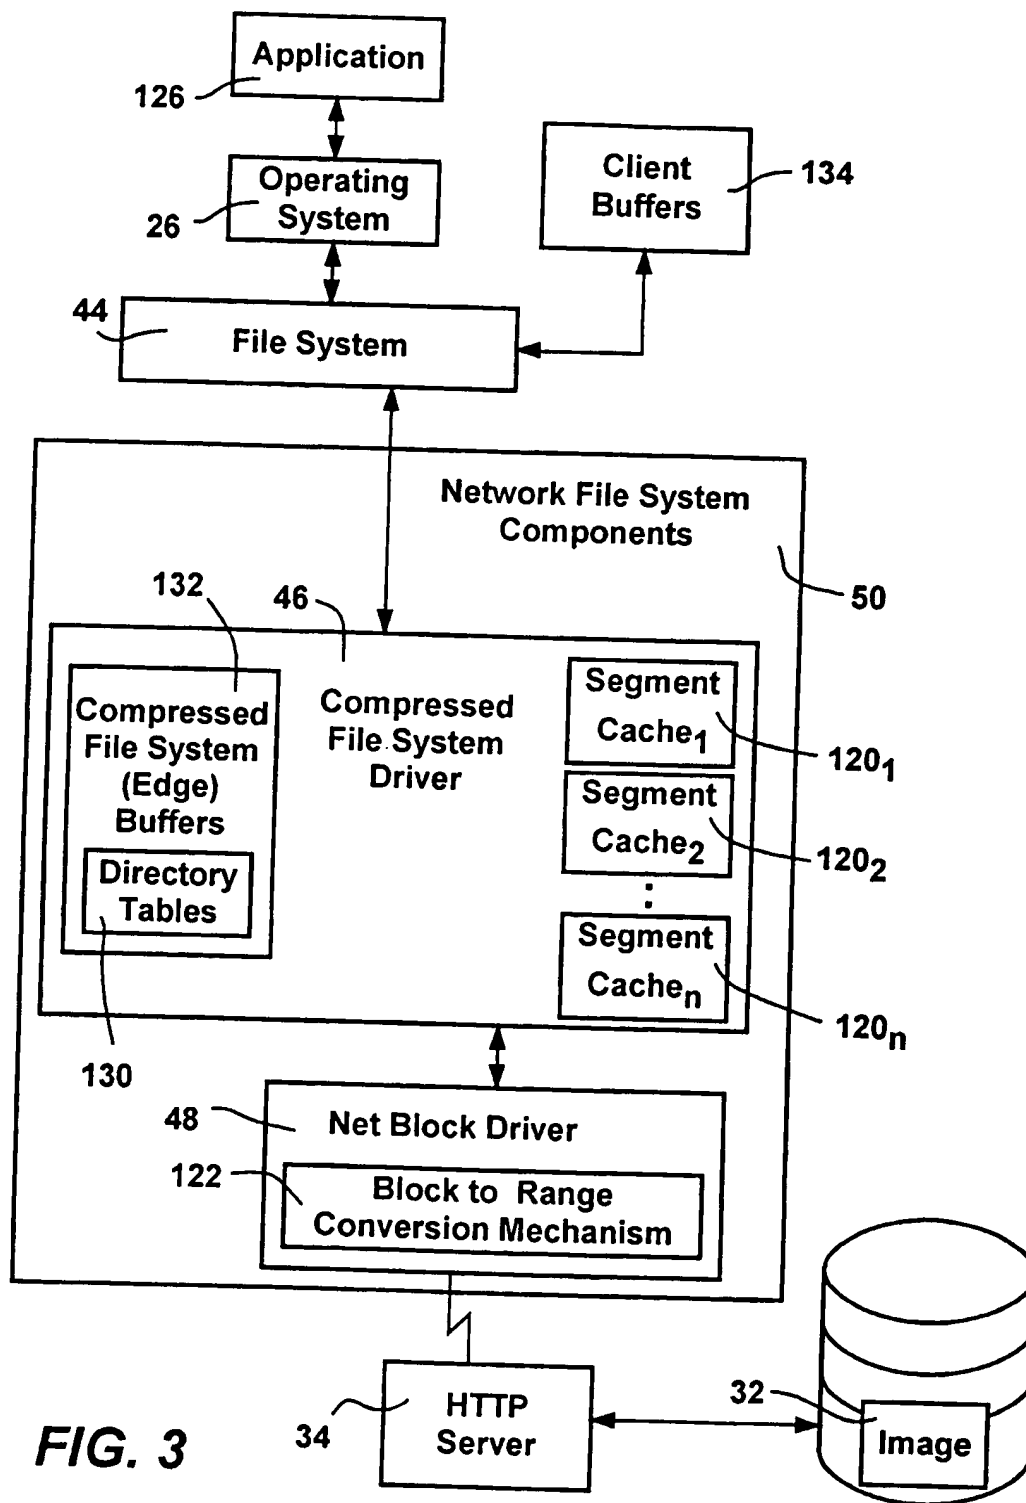 Application
126
Operating
System
26
Client
Buffers
134
44
File System
Network File System
Components
50
132
46
Compressed
File System
(Edge)
Buffers
Directory
Tables
130
Compressed
File System
Driver
Segment
Cache1
1201
Segment
Cache2
1202
:
Segment
Cachen
120n
48
Net Block Driver
122
Block to Range
Conversion Mechanism
HTTP
Server
34
32
Image
FIG. 3